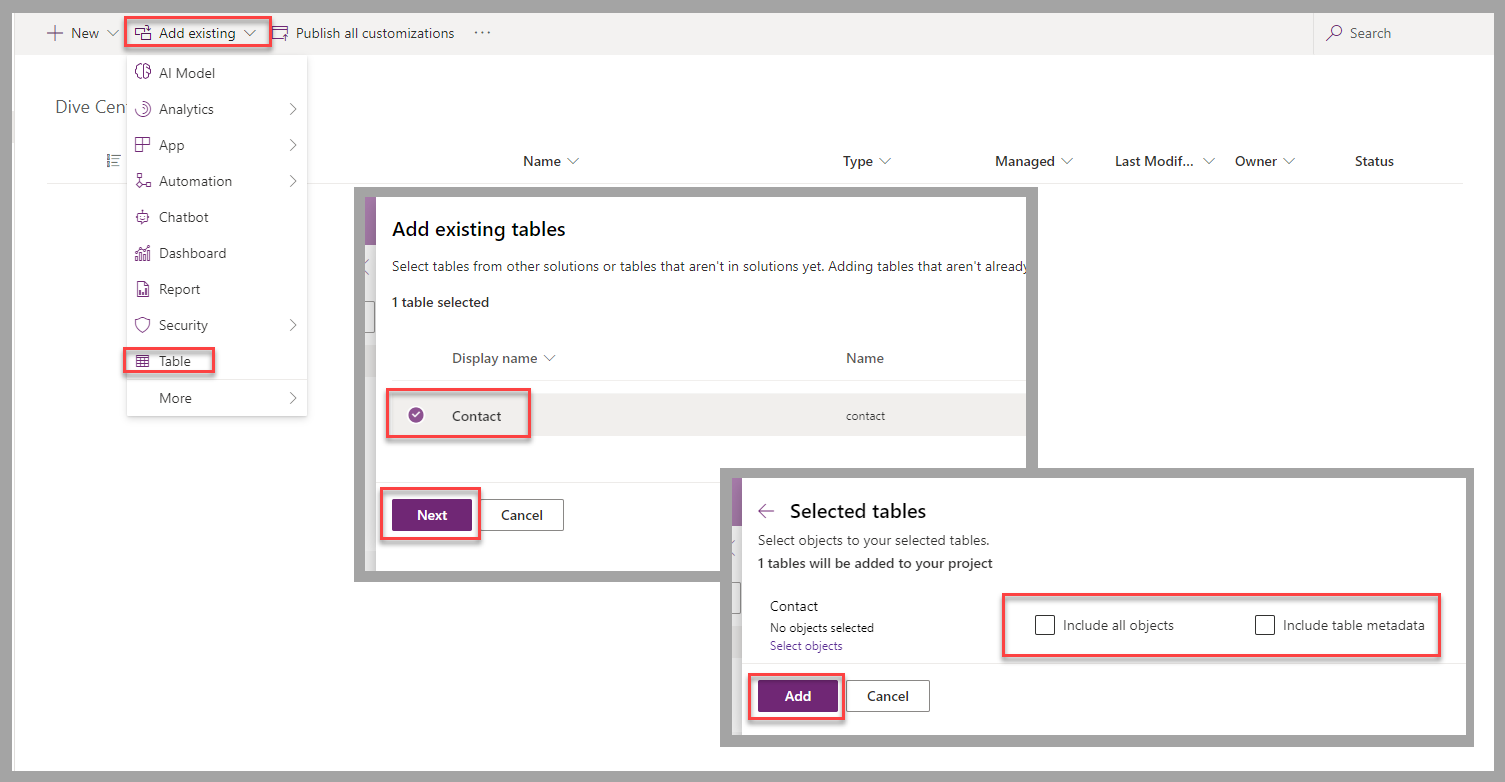 New
Add existing
Publish all customizations
···
Search
AI Model
Dive Cen
Analytics
App
Automation
Chatbot
Dashboard
Report
Security
Table
More
Name
Type
Managed
Last Modif...
Owner
Status
Add existing tables
Select tables from other solutions or tables that aren't in solutions yet. Adding tables that aren't already
1 table selected
Display name
Name
Contact
contact
Next
Cancel
Selected tables
Select objects to your selected tables.
1 tables will be added to your project
Contact
No objects selected
Select objects
Include all objects
Include table metadata
Add
Cancel